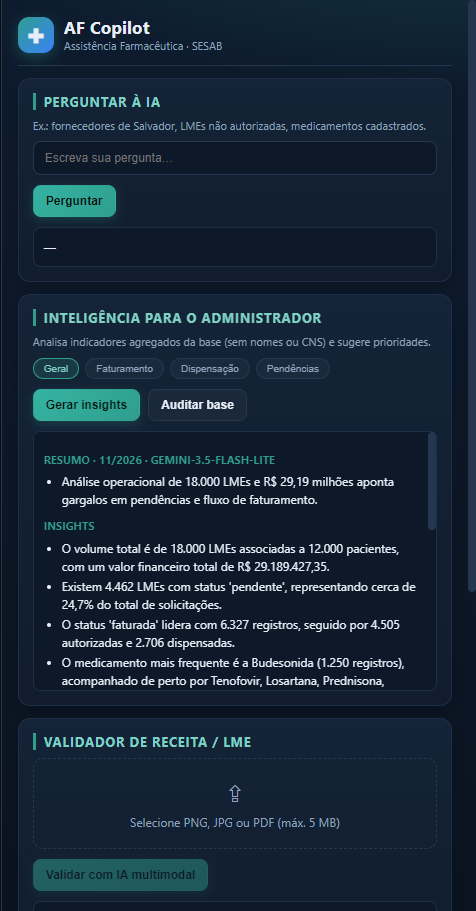 AF Copilot
Assistência Farmacêutica · SESAB
PERGUNTAR À IA
Ex.: fornecedores de Salvador, LMEs não autorizadas, medicamentos cadastrados.
Escreva sua pergunta...
Perguntar
—
INTELIGÊNCIA PARA O ADMINISTRADOR
Analisa indicadores agregados da base (sem nomes ou CNS) e sugere prioridades.
Geral Faturamento Dispensação Pendências
Gerar insights Auditar base
RESUMO · 11/2026 · GEMINI-3.5-FLASH-LITE
• Análise operacional de 18.000 LMEs e R$ 29,19 milhões aponta
gargalos em pendências e fluxo de faturamento.
INSIGHTS
• O volume total é de 18.000 LMEs associadas a 12.000 pacientes,
com um valor financeiro total de R$ 29.189.427,35.
• Existem 4.462 LMEs com status 'pendente', representando cerca de
24,7% do total de solicitações.
• O status 'faturada' lidera com 6.327 registros, seguido por 4.505
autorizadas e 2.706 dispensadas.
• O medicamento mais frequente é a Budesonida (1.250 registros),
acompanhado de perto por Tenofovir, Losartana, Prednisona,
VALIDADOR DE RECEITA / LME
Selecione PNG, JPG ou PDF (máx. 5 MB)
Validar com IA multimodal